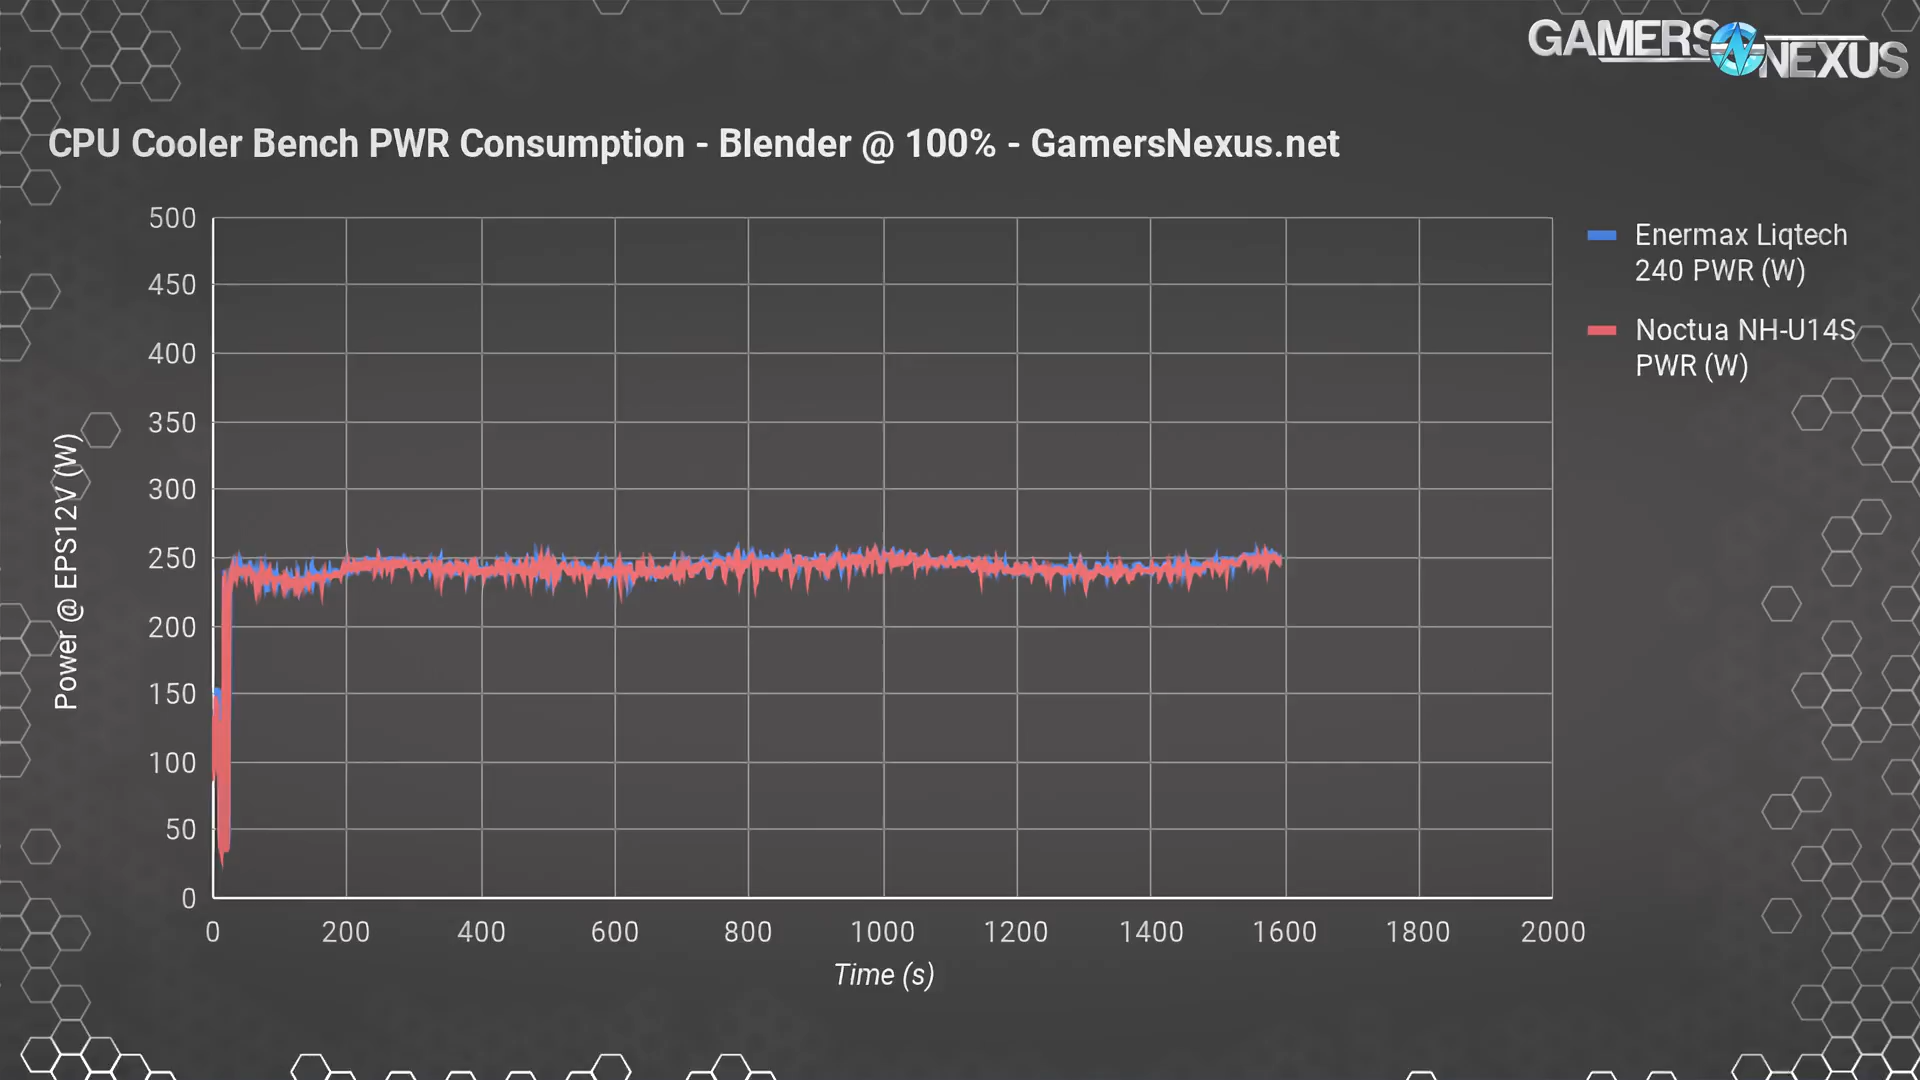 GAMERS NEXUS
CPU Cooler Bench PWR Consumption - Blender @ 100% - GamersNexus.net
500
450
400
350
300
250
200
150
100
50
0
Power @ EPS12V (W)
0 200 400 600 800 1000 1200 1400 1600 1800 2000
Time (s)
Enermax Liqtech
240 PWR (W)
Noctua NH-U14S
PWR (W)